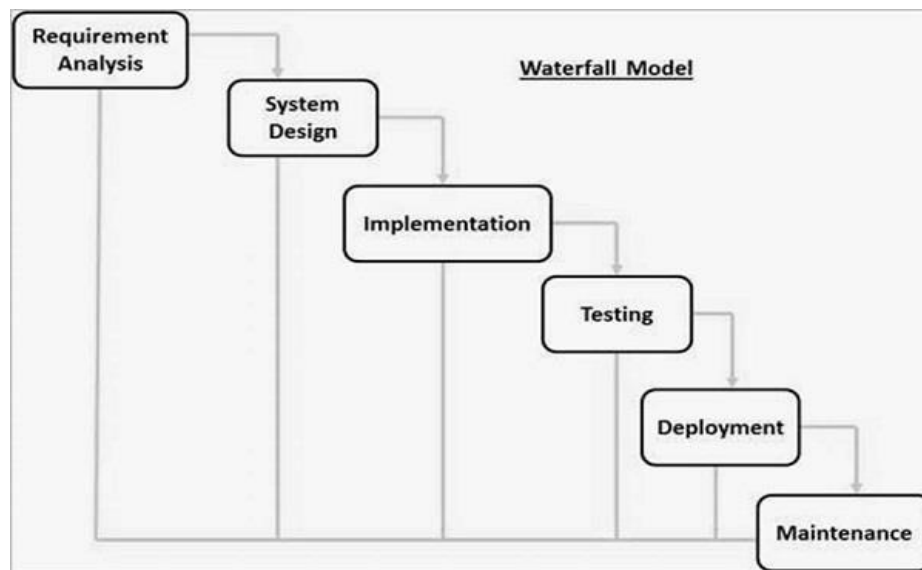 Requirement
Analysis
Waterfall Model
System
Design
Implementation
Testing
Deployment
Maintenance